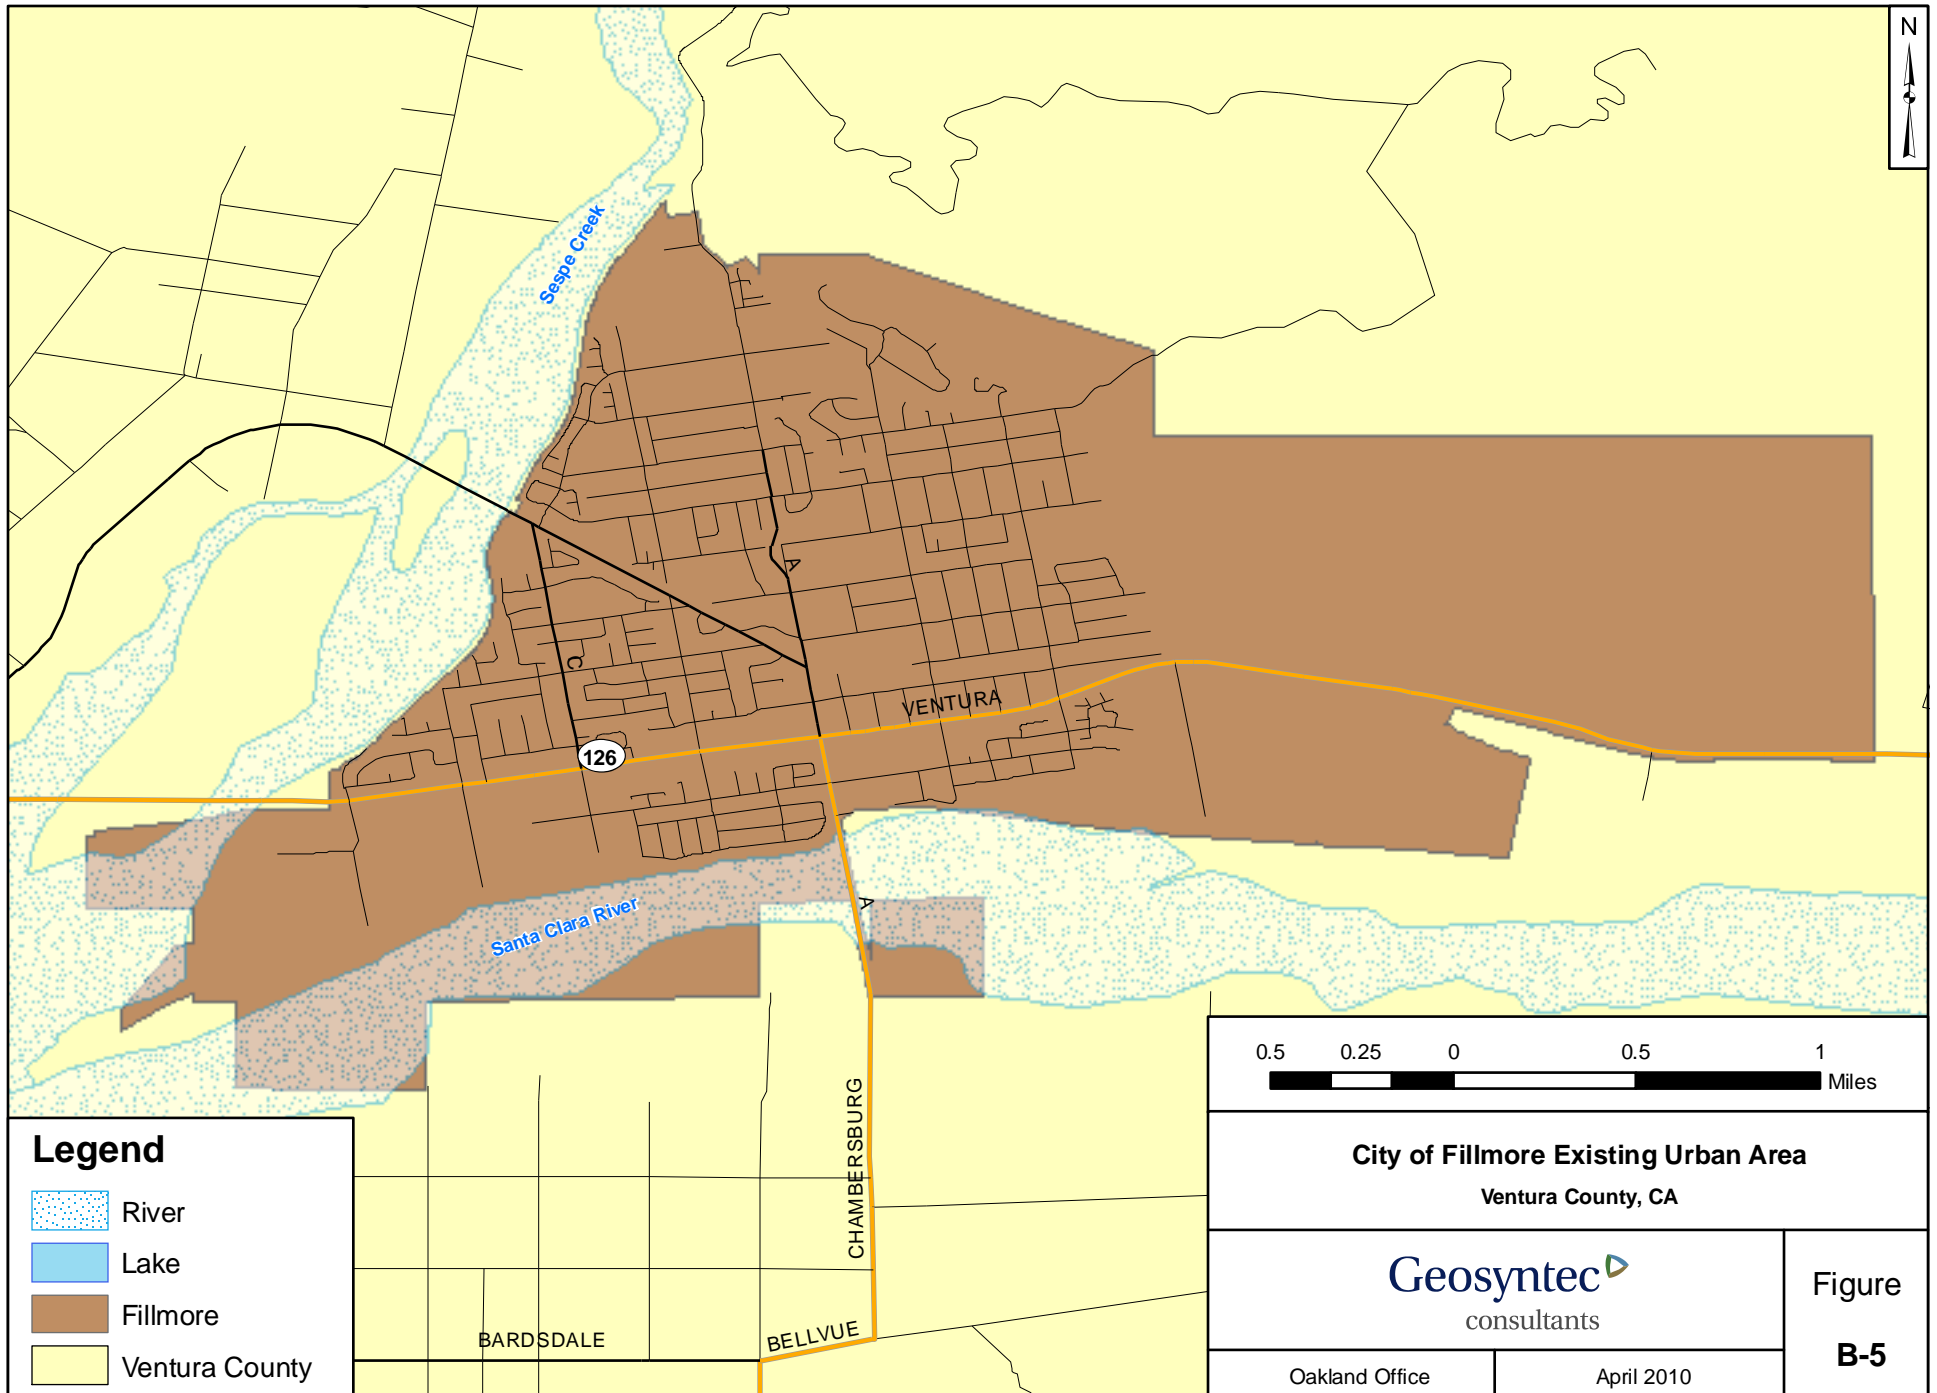 N
Sespe Creek
A
C
VENTURA
126
A
Santa Clara River
CHAMBERSBURG
BARDSDALE
BELLVUE
0.5 0.25 0 0.5 1
Miles
City of Fillmore Existing Urban Area
Ventura County, CA
Geosyntec
consultants
Figure
B-5
Oakland Office
April 2010
Legend
River
Lake
Fillmore
Ventura County